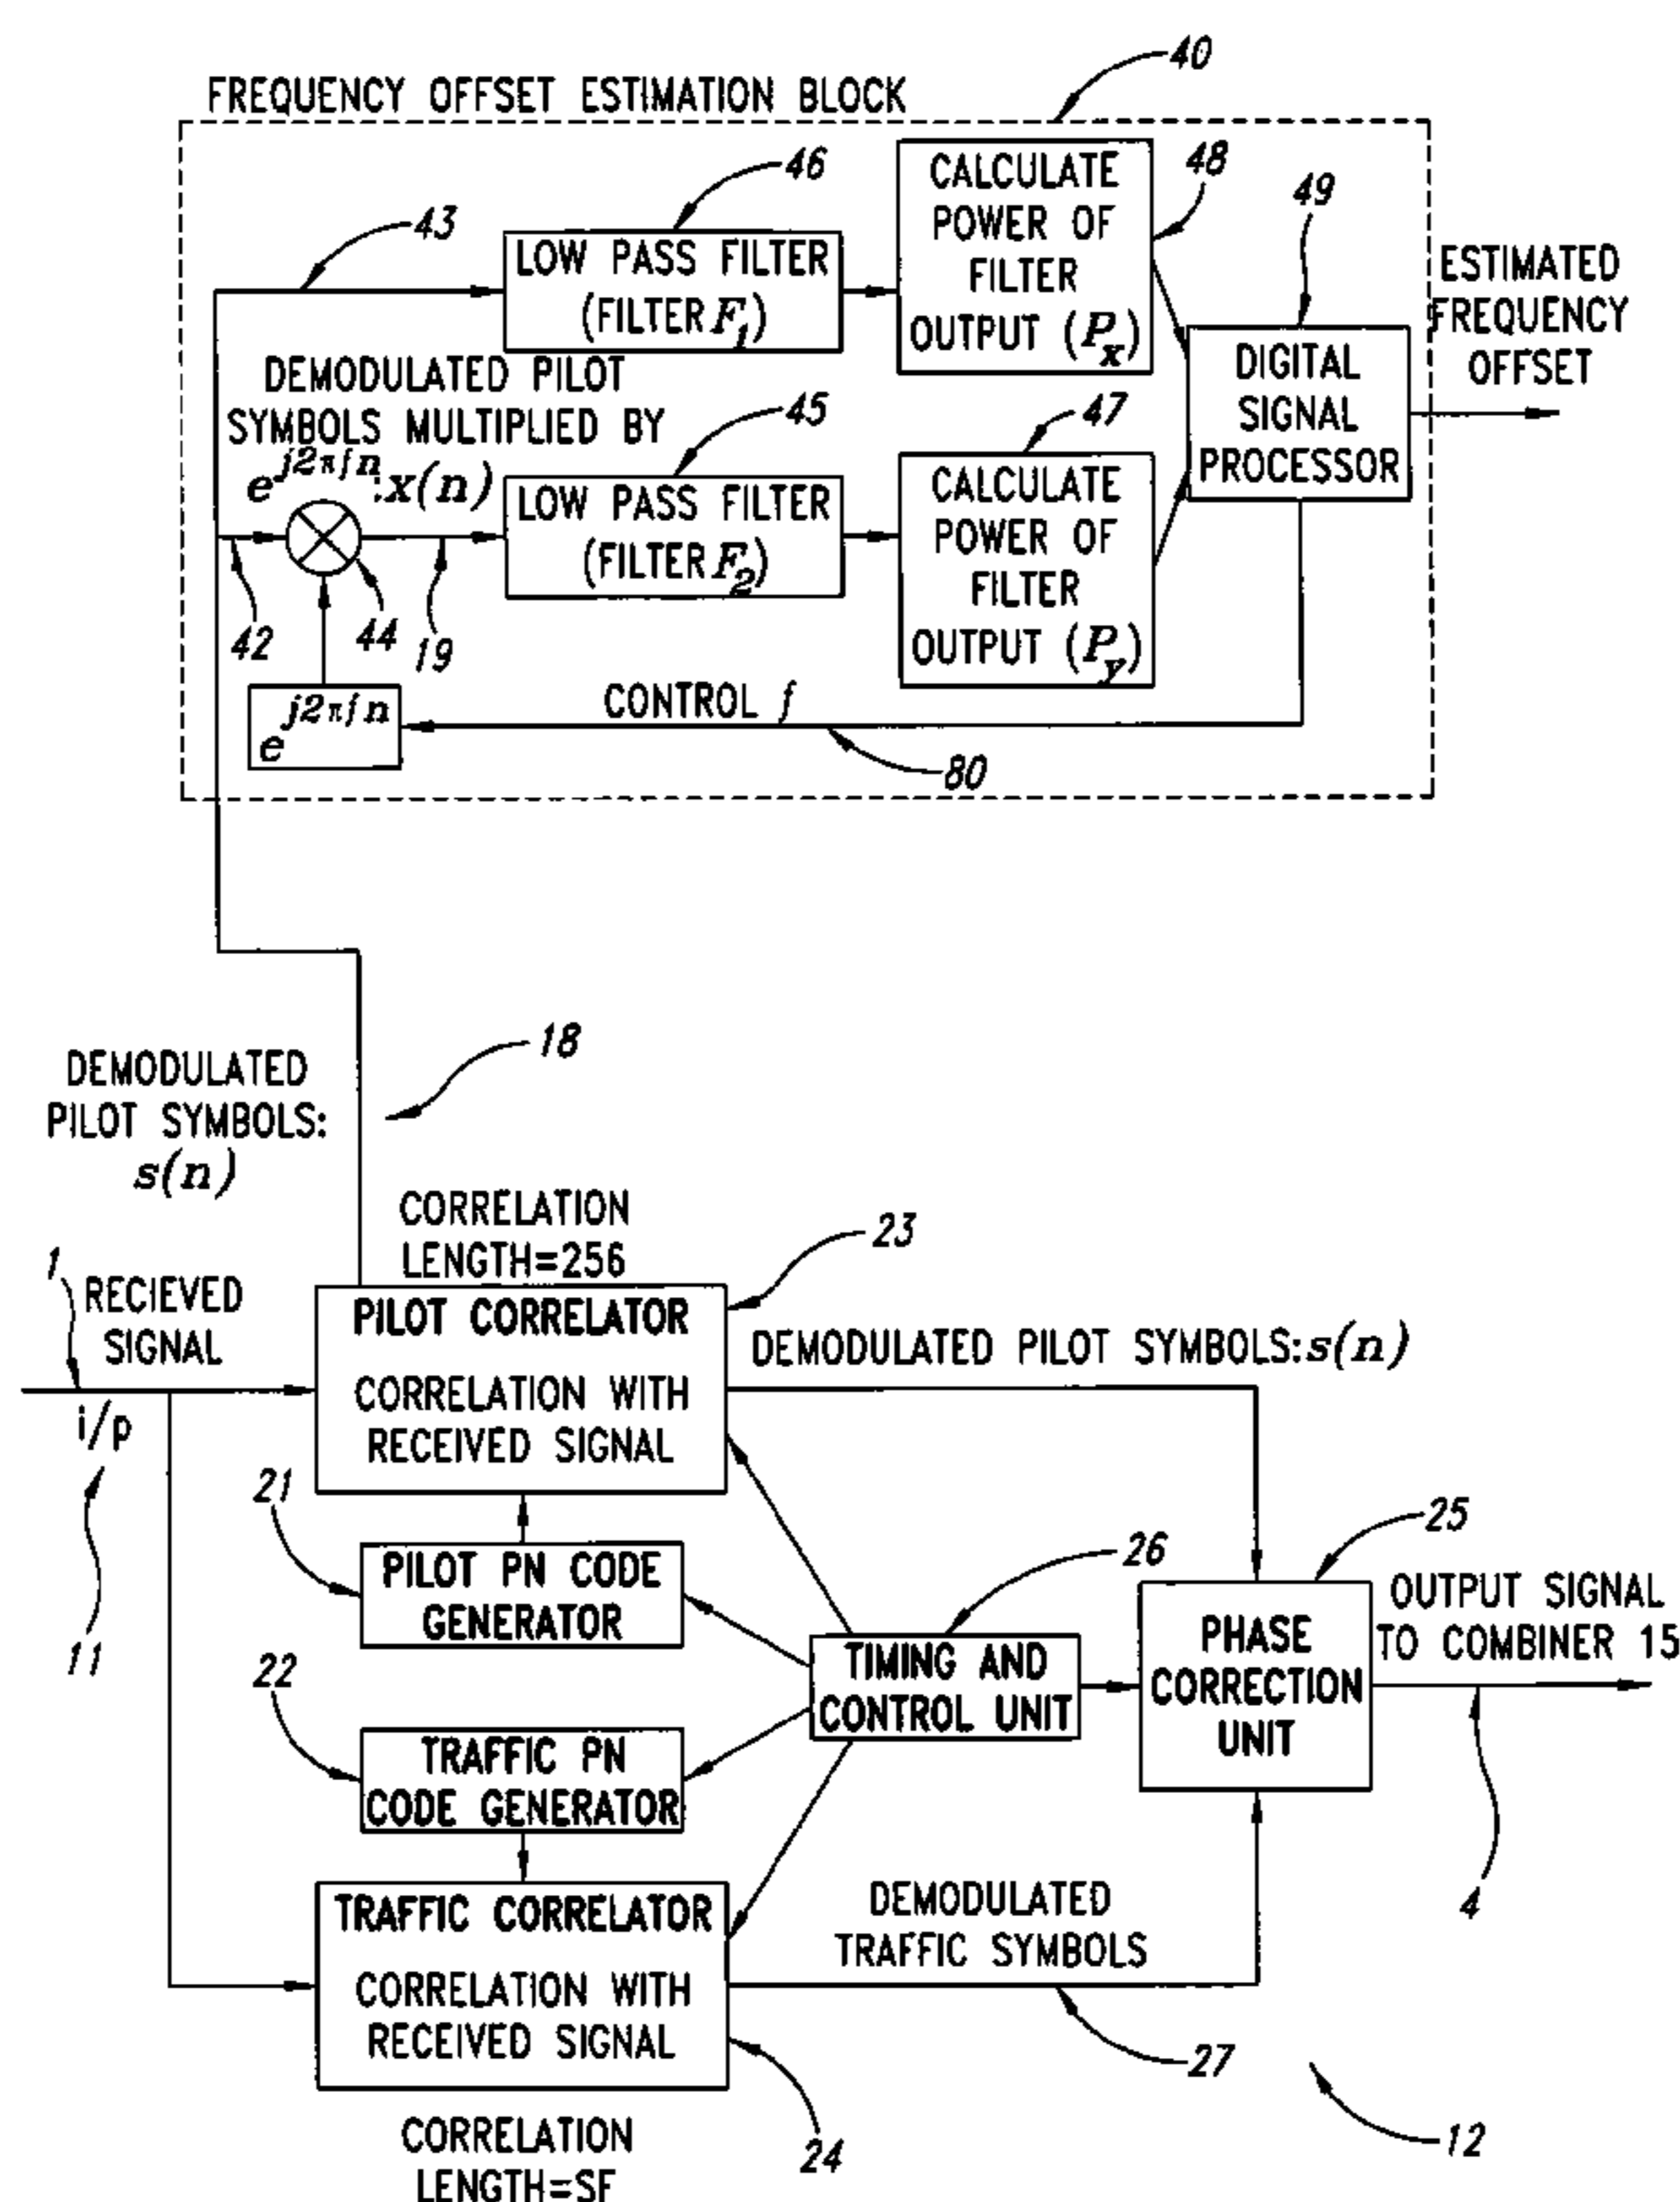 40
FREQUENCY OFFSET ESTIMATION BLOCK
46
CALCULATE
POWER OF
FILTER
OUTPUT (Px)
48
49
43
LOW PASS FILTER
(FILTER F1)
ESTIMATED
FREQUENCY
OFFSET
DIGITAL
SIGNAL
PROCESSOR
DEMODULATED PILOT
SYMBOLS MULTIPLIED BY
e^j2πfn:x(n)
45
47
LOW PASS FILTER
(FILTER F2)
CALCULATE
POWER OF
FILTER
OUTPUT (Py)
42
44
19
e^j2πfn
CONTROL f
80
18
DEMODULATED
PILOT SYMBOLS:
s(n)
CORRELATION
LENGTH=256
23
1
RECIEVED
SIGNAL
i/p
11
PILOT CORRELATOR
CORRELATION WITH
RECEIVED SIGNAL
DEMODULATED PILOT SYMBOLS:s(n)
21
PILOT PN CODE
GENERATOR
26
25
22
TIMING AND
CONTROL UNIT
PHASE
CORRECTION
UNIT
OUTPUT SIGNAL
TO COMBINER 15
4
TRAFFIC PN
CODE GENERATOR
TRAFFIC CORRELATOR
CORRELATION WITH
RECEIVED SIGNAL
DEMODULATED
TRAFFIC SYMBOLS
27
24
12
CORRELATION
LENGTH=SF